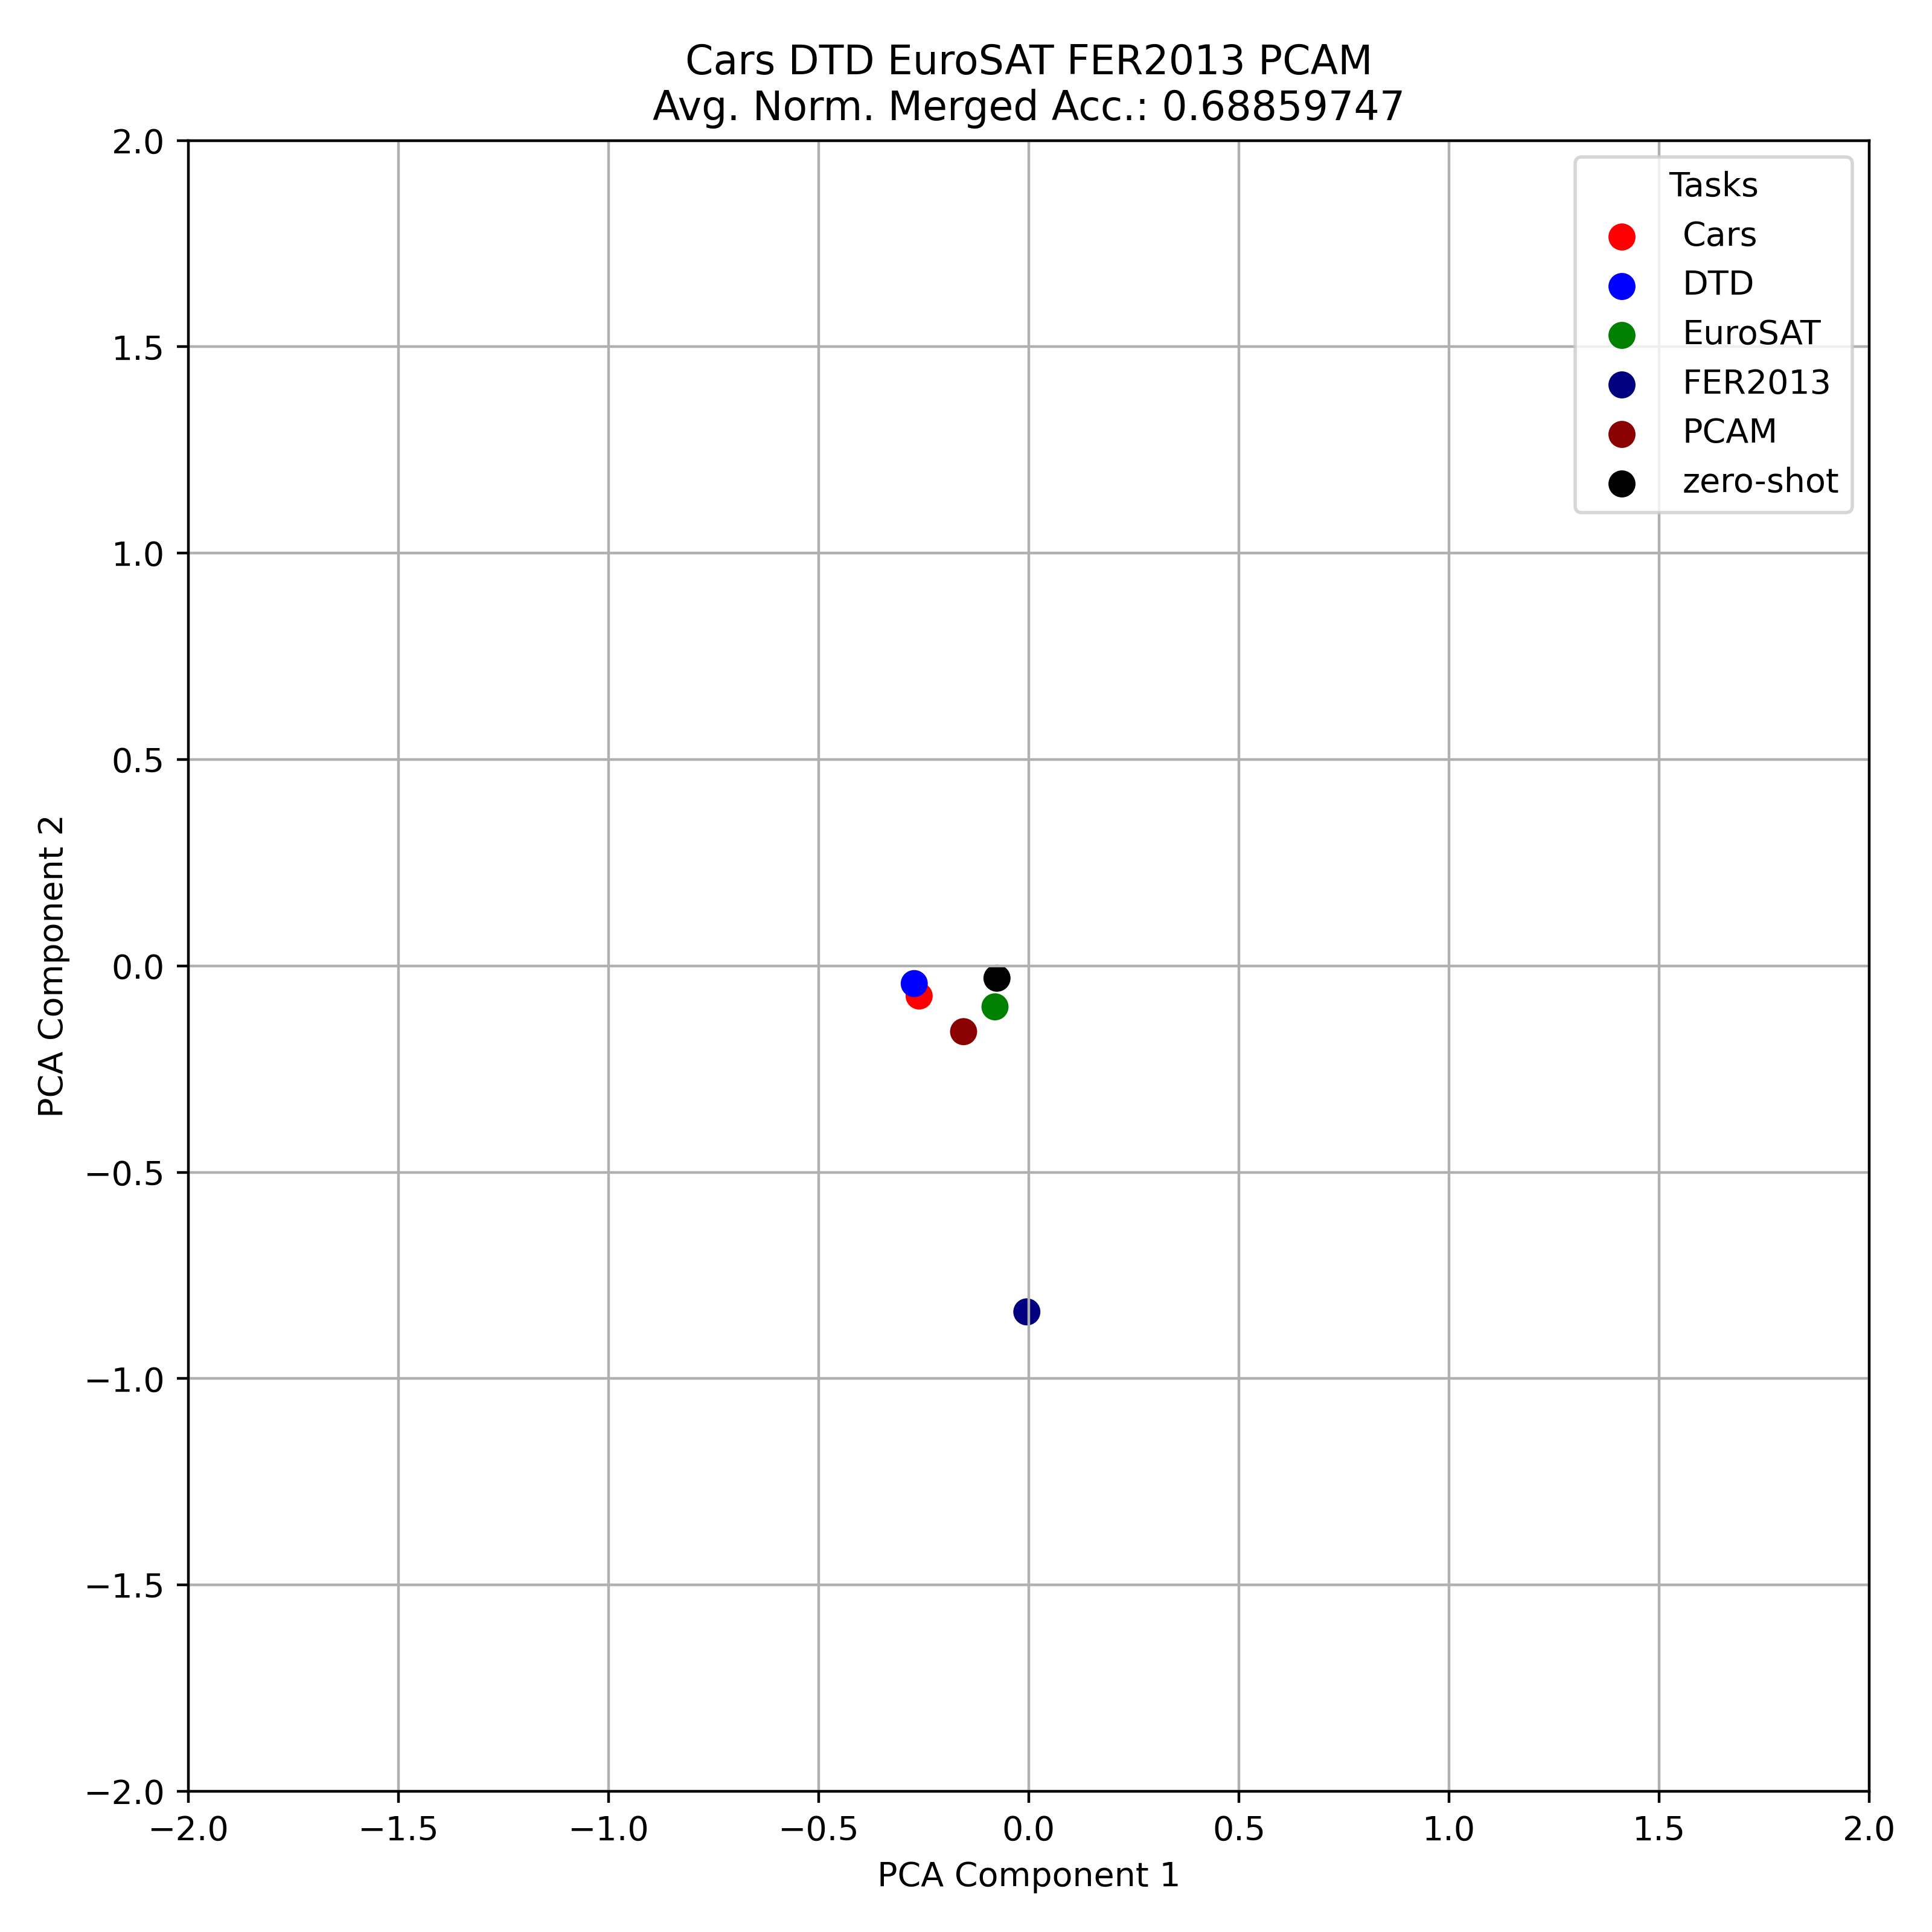 Cars DTD EuroSAT FER2013 PCAM
Avg. Norm. Merged Acc.: 0.68859747
Tasks
Cars
DTD
EuroSAT
FER2013
PCAM
zero-shot
2.0
1.5
1.0
0.5
0.0
−0.5
−1.0
−1.5
−2.0
PCA Component 2
−2.0 −1.5 −1.0 −0.5 0.0 0.5 1.0 1.5 2.0
PCA Component 1